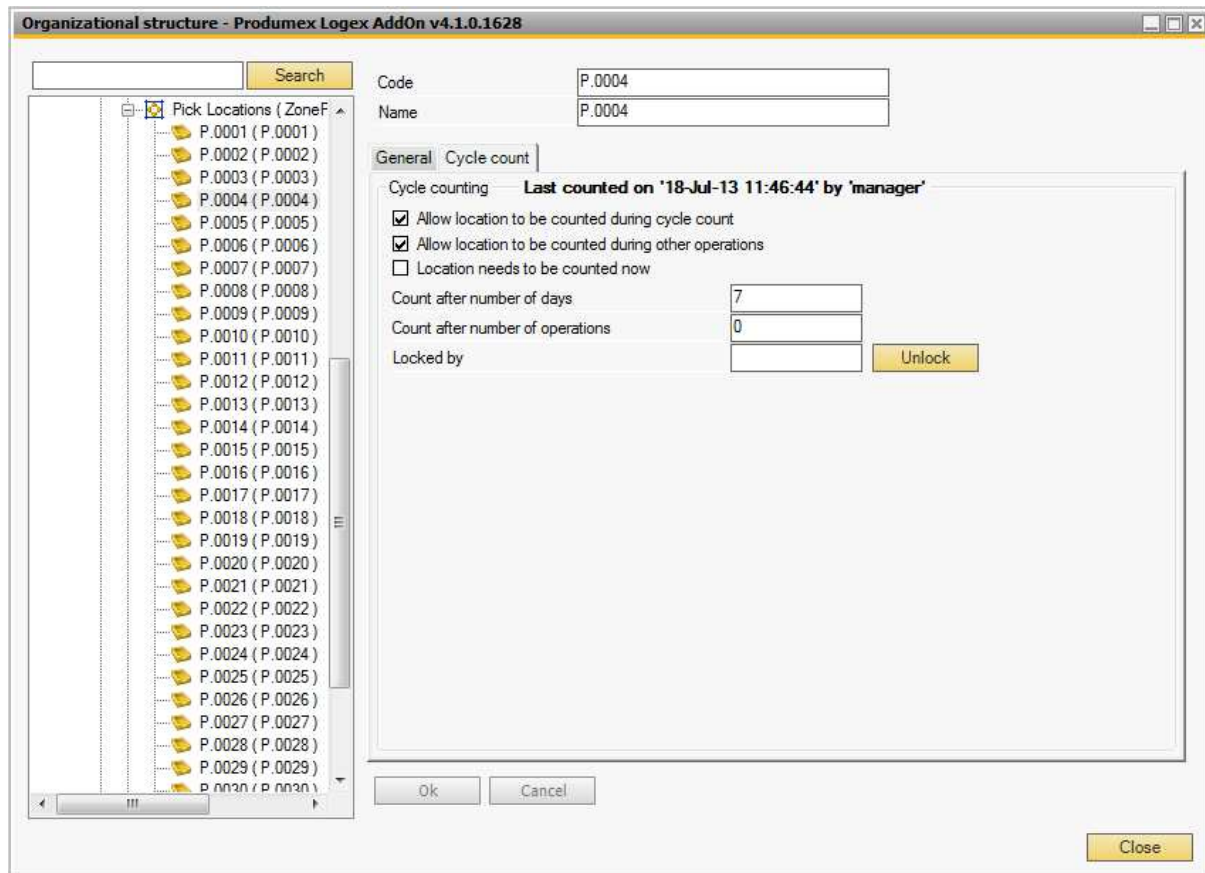 Organizational structure - Produmex Logex AddOn v4.1.0.1628
Search
Pick Locations ( ZoneF
P.0001 ( P.0001 )
P.0002 ( P.0002 )
P.0003 ( P.0003 )
P.0004 ( P.0004 )
P.0005 ( P.0005 )
P.0006 ( P.0006 )
P.0007 ( P.0007 )
P.0008 ( P.0008 )
P.0009 ( P.0009 )
P.0010 ( P.0010 )
P.0011 ( P.0011 )
P.0012 ( P.0012 )
P.0013 ( P.0013 )
P.0014 ( P.0014 )
P.0015 ( P.0015 )
P.0016 ( P.0016 )
P.0017 ( P.0017 )
P.0018 ( P.0018 )
P.0019 ( P.0019 )
P.0020 ( P.0020 )
P.0021 ( P.0021 )
P.0022 ( P.0022 )
P.0023 ( P.0023 )
P.0024 ( P.0024 )
P.0025 ( P.0025 )
P.0026 ( P.0026 )
P.0027 ( P.0027 )
P.0028 ( P.0028 )
P.0029 ( P.0029 )
P.0030 ( P.0030 )
Code P.0004
Name P.0004
General Cycle count
Cycle counting Last counted on '18-Jul-13 11:46:44' by 'manager'
Allow location to be counted during cycle count
Allow location to be counted during other operations
Location needs to be counted now
Count after number of days 7
Count after number of operations 0
Locked by Unlock
Ok Cancel
Close